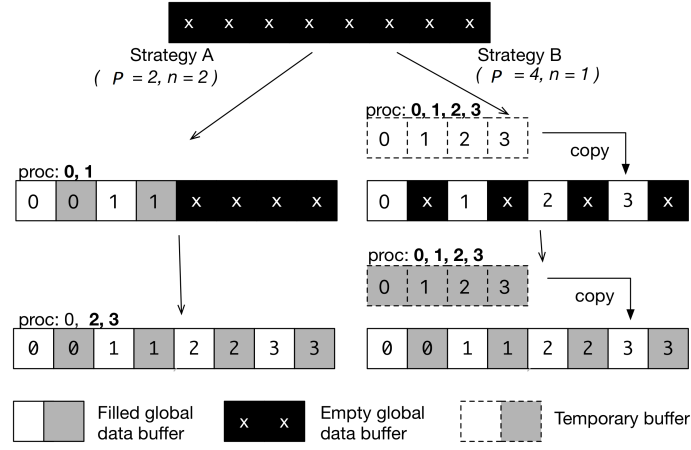 x x x x x x x x
Strategy A
( P = 2, n = 2 )
Strategy B
( P = 4, n = 1 )
proc: 0, 1, 2, 3
0 1 2 3
copy
proc: 0, 1
0 0 1 1 x x x x
0 x 1 x 2 x 3 x
proc: 0, 1, 2, 3
0 1 2 3
copy
proc: 0, 2, 3
0 0 1 1 2 2 3 3
0 0 1 1 2 2 3 3
Filled global
data buffer
x x
Empty global
data buffer
Temporary buffer